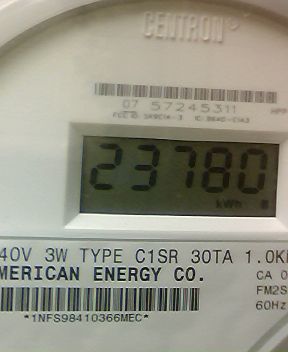 CENTRON®
07 57245311
23780
kWh
40V 3W TYPE C1SR 30TA 1.0K
MERICAN ENERGY CO.
CA 0
FM2S
60Hz
*1NFS98410366MEC*